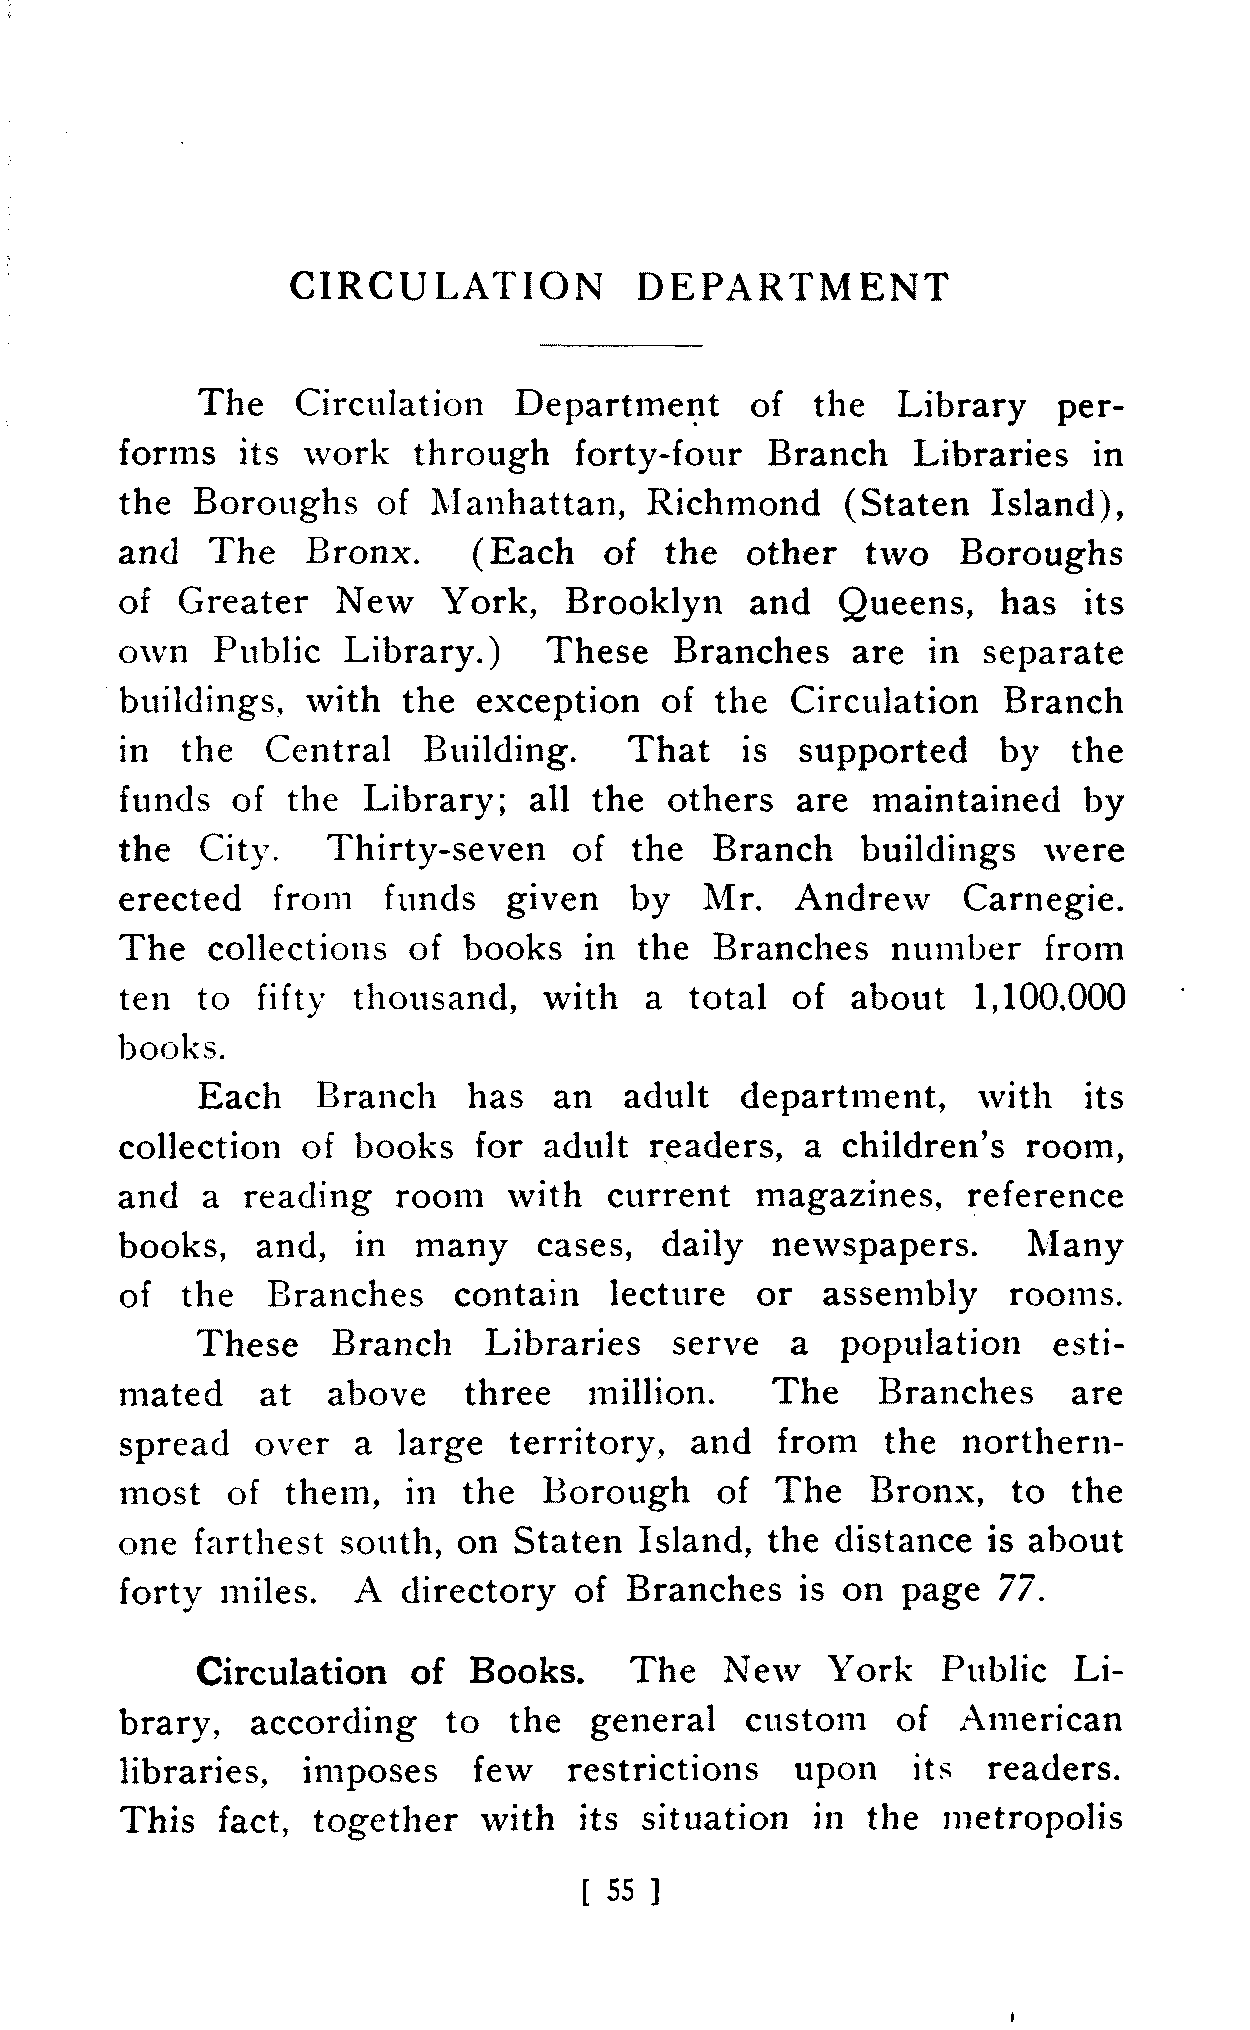 CIRCULATION DEPARTMENT
The Circulation Department of the Library per-
forms its work through forty-four Branch Libraries in
the Boroughs of Manhattan, Richmond (Staten Island),
and The Bronx. (Each of the other two Boroughs
of Greater New York, Brooklyn and Queens, has its
own Public Library.) These Branches are in separate
buildings, with the exception of the Circulation Branch
in the Central Building. That is supported by the
funds of the Library; all the others are maintained by
the City. Thirty-seven of the Branch buildings were
erected from funds given by Mr. Andrew Carnegie.
The collections of books in the Branches number from
ten to fifty thousand, with a total of about 1,100,000
books.
Each Branch has an adult department, with its
collection of books for adult readers, a children's room,
and a reading room with current magazines, reference
books, and, in many cases, daily newspapers. Many
of the Branches contain lecture or assembly rooms.
These Branch Libraries serve a population esti-
mated at above three million. The Branches are
spread over a large territory, and from the northern-
most of them, in the Borough of The Bronx, to the
one farthest south, on Staten Island, the distance is about
forty miles. A directory of Branches is on page 77.
Circulation of Books. The New York Public Li-
brary, according to the general custom of American
libraries, imposes few restrictions upon its readers.
This fact, together with its situation in the metropolis
[ 55 ]